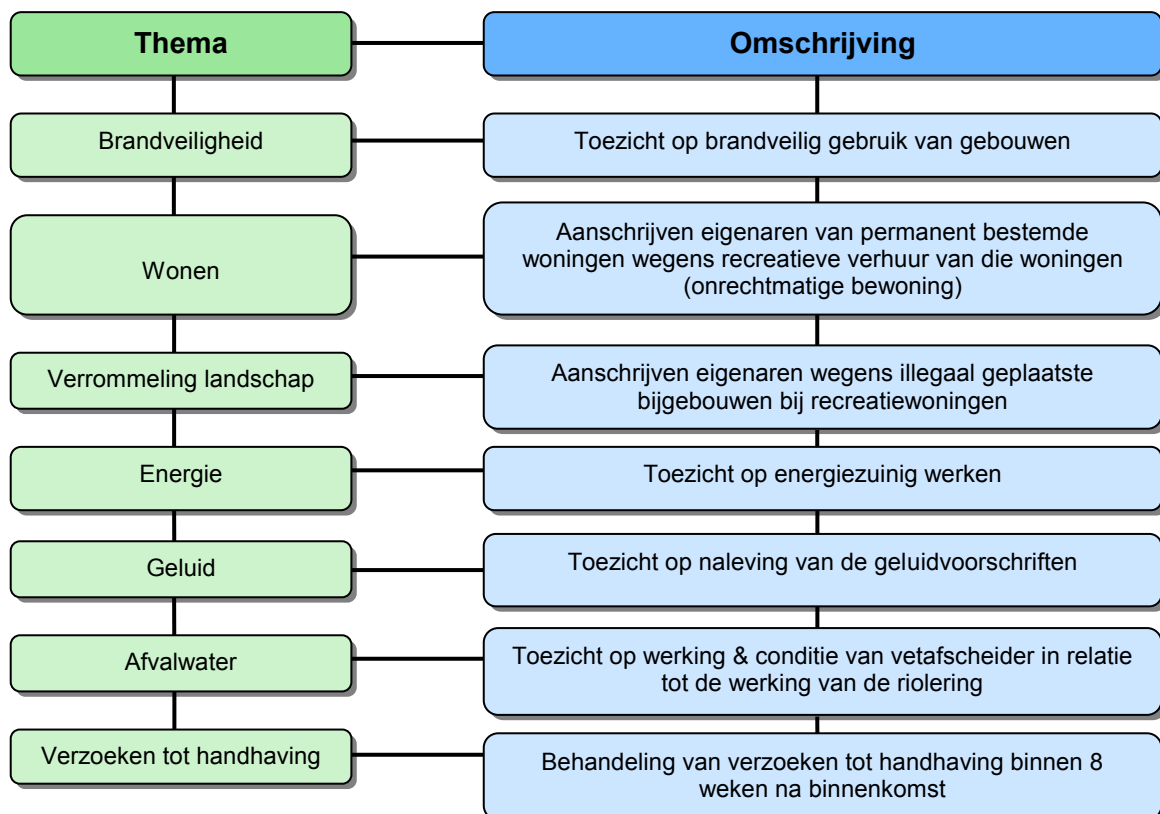 Thema
Omschrijving
Brandveiligheid
Toezicht op brandveilig gebruik van gebouwen
Wonen
Aanschrijven eigenaren van permanent bestemde
woningen wegens recreatieve verhuur van die woningen
(onrechtmatige bewoning)
Verrommeling landschap
Aanschrijven eigenaren wegens illegaal geplaatste
bijgebouwen bij recreatiewoningen
Energie
Toezicht op energiezuinig werken
Geluid
Toezicht op naleving van de geluidvoorschriften
Afvalwater
Toezicht op werking & conditie van vetafscheider in relatie
tot de werking van de riolering
Verzoeken tot handhaving
Behandeling van verzoeken tot handhaving binnen 8
weken na binnenkomst